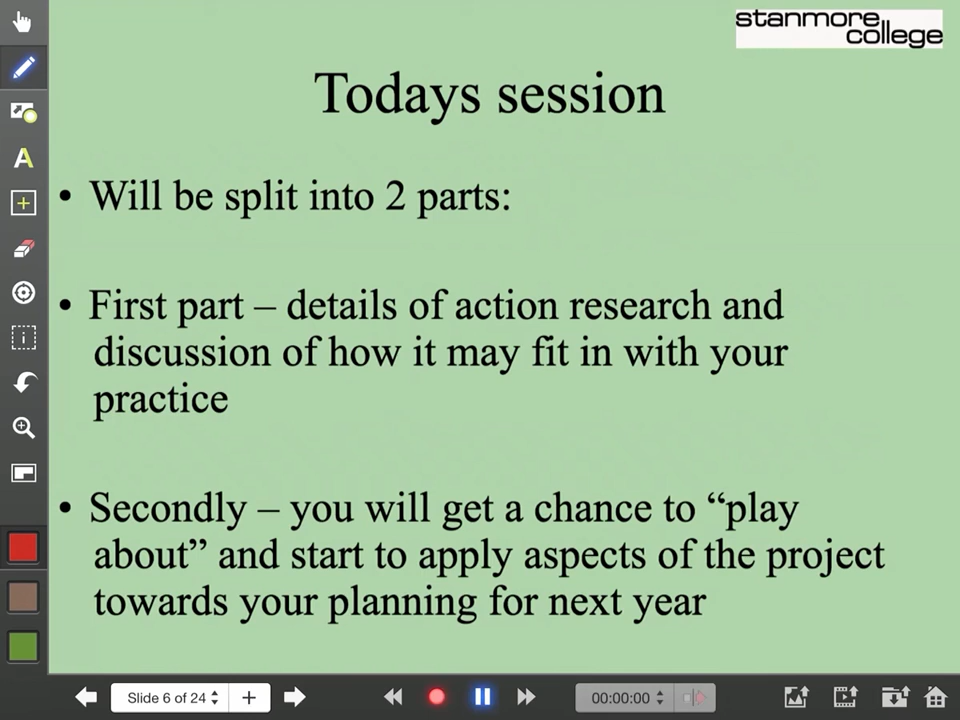 stanmore
college
Todays session
• Will be split into 2 parts:
• First part – details of action research and
discussion of how it may fit in with your
practice
• Secondly – you will get a chance to “play
about” and start to apply aspects of the project
towards your planning for next year
A
i
Slide 6 of 24
00:00:00